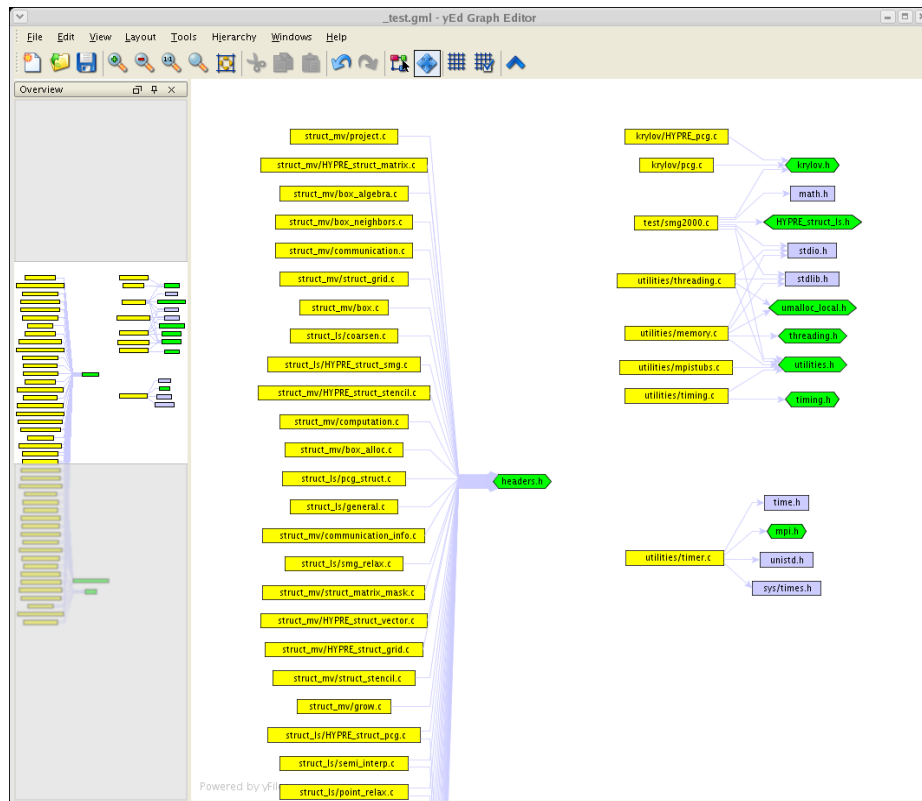 _test.gml - yEd Graph Editor
File Edit View Layout Tools Hierarchy Windows Help
Overview
struct_mv/project.c
struct_mv/HYPRE_struct_matrix.c
struct_mv/box_algebra.c
struct_mv/box_neighbors.c
struct_mv/communication.c
struct_mv/struct_grid.c
struct_mv/box.c
struct_ls/coarsen.c
struct_ls/HYPRE_struct_smg.c
struct_mv/HYPRE_struct_stencil.c
struct_mv/computation.c
struct_mv/box_alloc.c
struct_ls/pcg_struct.c
struct_ls/general.c
struct_mv/communication_info.c
struct_ls/smg_relax.c
struct_mv/struct_matrix_mask.c
struct_mv/HYPRE_struct_vector.c
struct_mv/HYPRE_struct_grid.c
struct_mv/struct_stencil.c
struct_mv/grow.c
struct_ls/HYPRE_struct_pcg.c
struct_ls/semi_interp.c
struct_ls/point_relax.c
headers.h
krylov/HYPRE_pcg.c
krylov/pcg.c
test/smg2000.c
utilities/threading.c
utilities/memory.c
utilities/mpistubs.c
utilities/timing.c
krylov.h
math.h
HYPRE_struct_ls.h
stdio.h
stdlib.h
umalloc_local.h
threading.h
utilities.h
timing.h
utilities/timer.c
time.h
mpi.h
unistd.h
sys/times.h
Powered by yFil